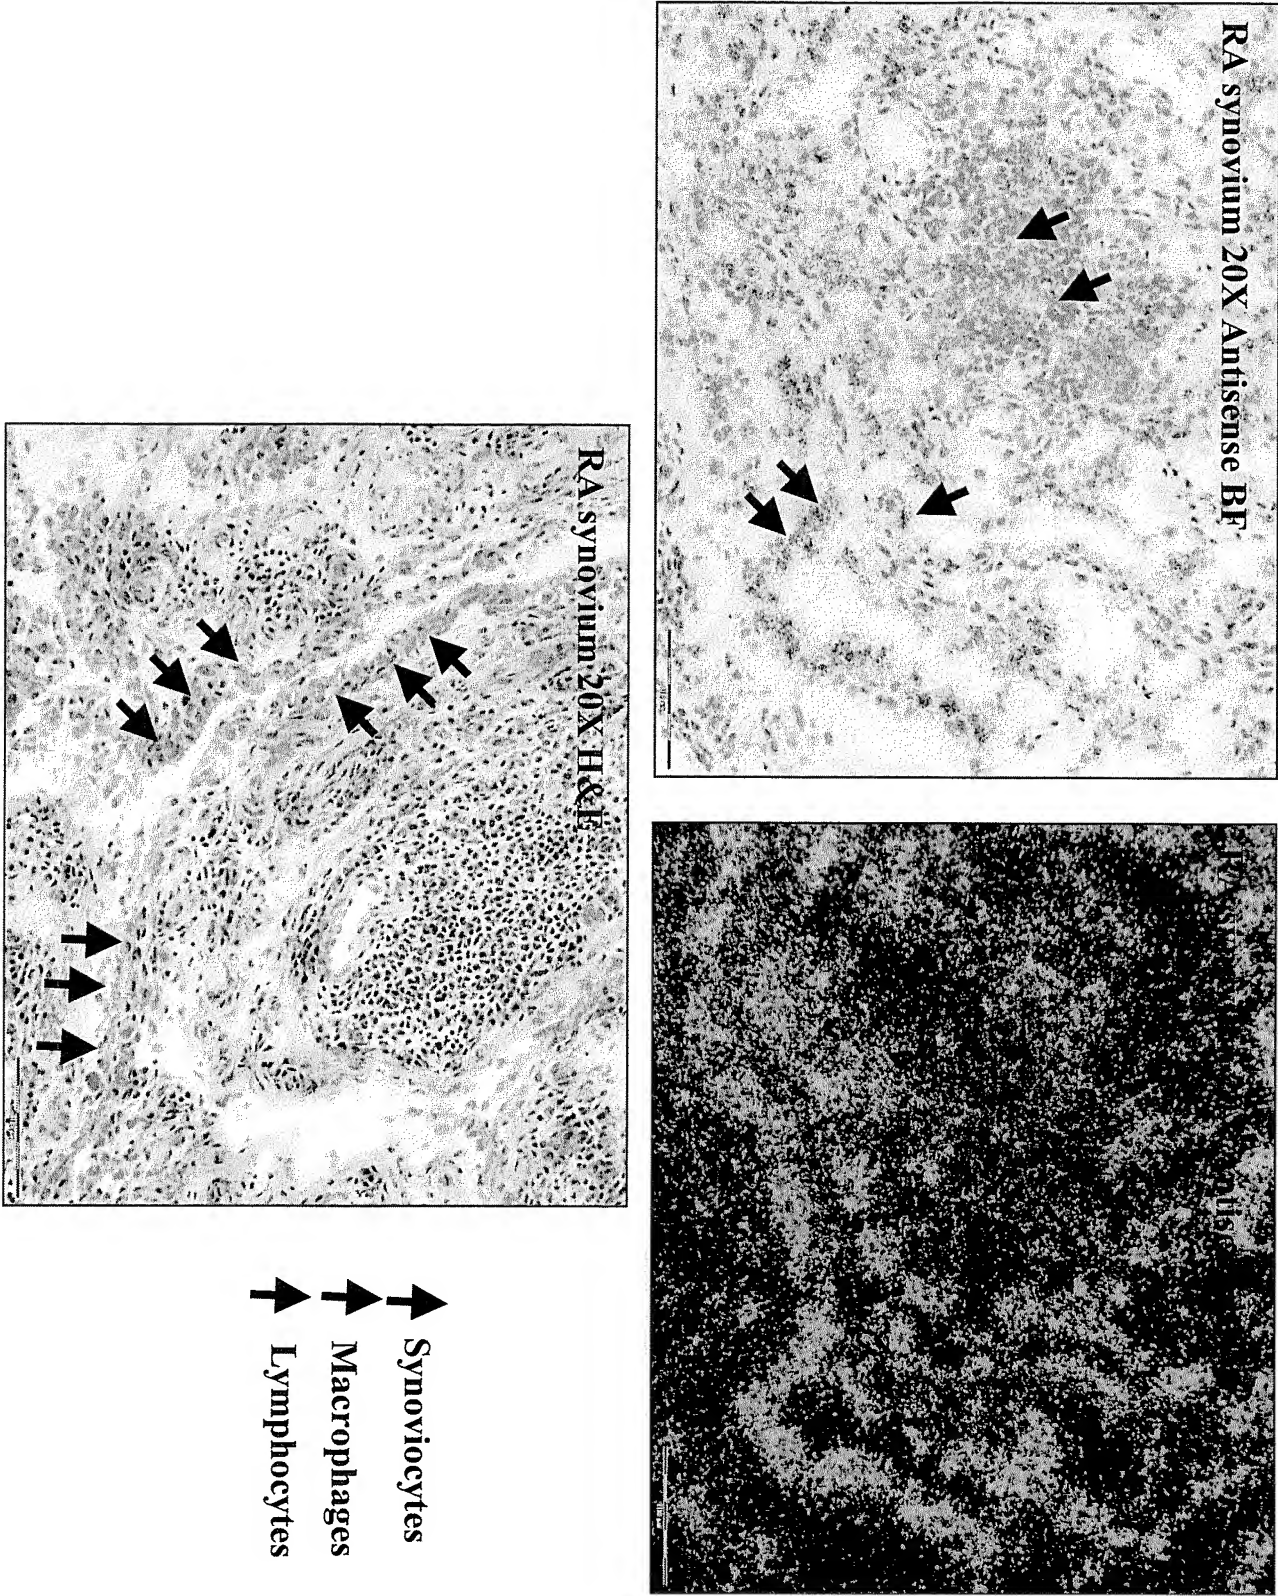 RA synovium 20X Antisense BF
RA synovium 20X H&E
Synoviocytes
Macrophages
Lymphocytes